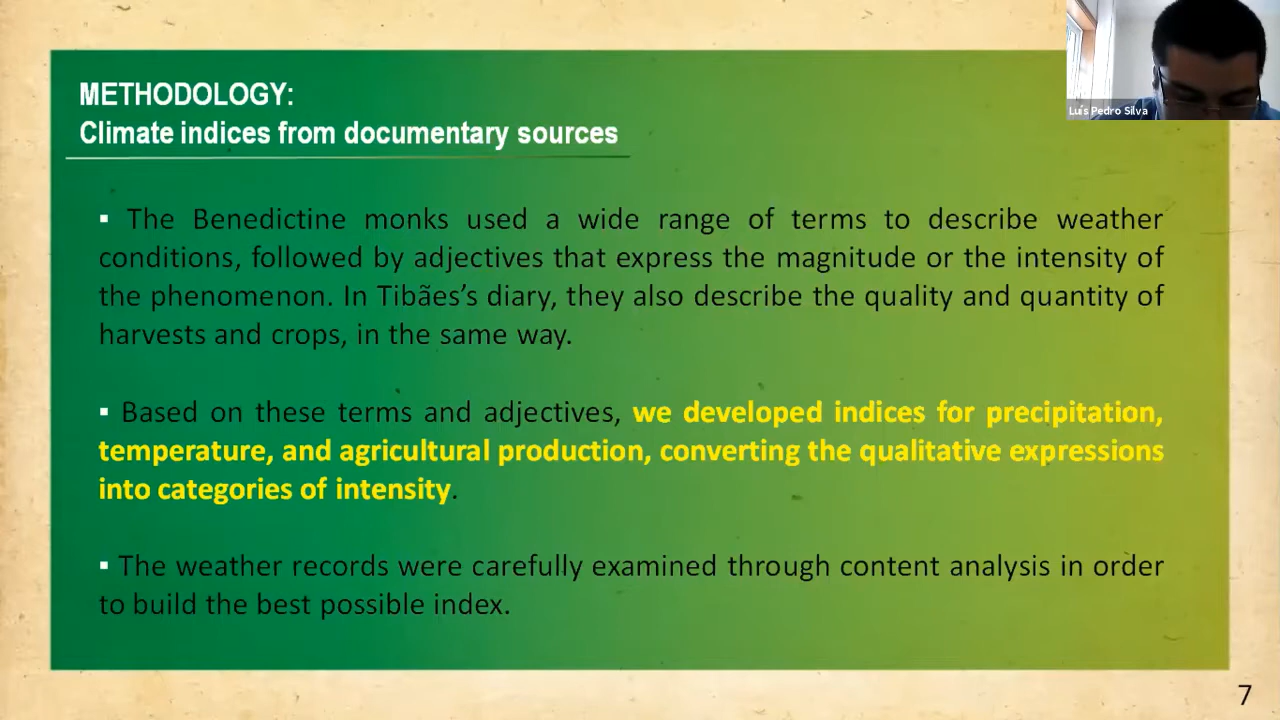 METHODOLOGY:
Climate indices from documentary sources
Luís Pedro Silva
▪ The Benedictine monks used a wide range of terms to describe weather
conditions, followed by adjectives that express the magnitude or the intensity of
the phenomenon. In Tibães’s diary, they also describe the quality and quantity of
harvests and crops, in the same way.
▪ Based on these terms and adjectives, we developed indices for precipitation,
temperature, and agricultural production, converting the qualitative expressions
into categories of intensity.
▪ The weather records were carefully examined through content analysis in order
to build the best possible index.
7